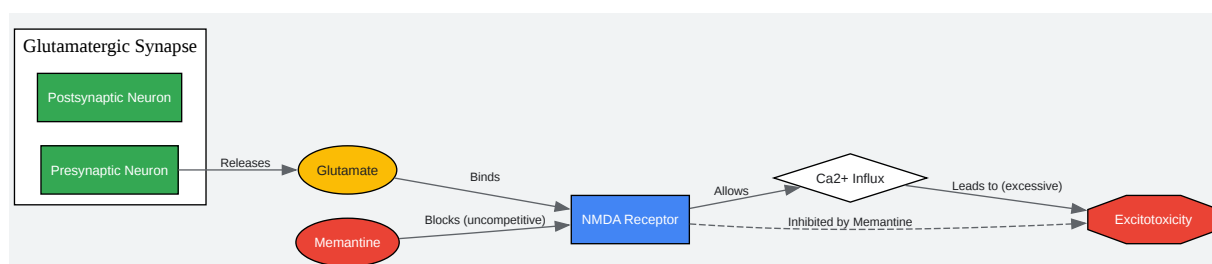 Glutamatergic Synapse
Postsynaptic Neuron
Presynaptic Neuron
Releases
Glutamate
Memantine
Binds
Blocks (uncompetitive)
NMDA Receptor
Allows
Ca2+ Influx
Inhibited by Memantine
Leads to (excessive)
Excitotoxicity